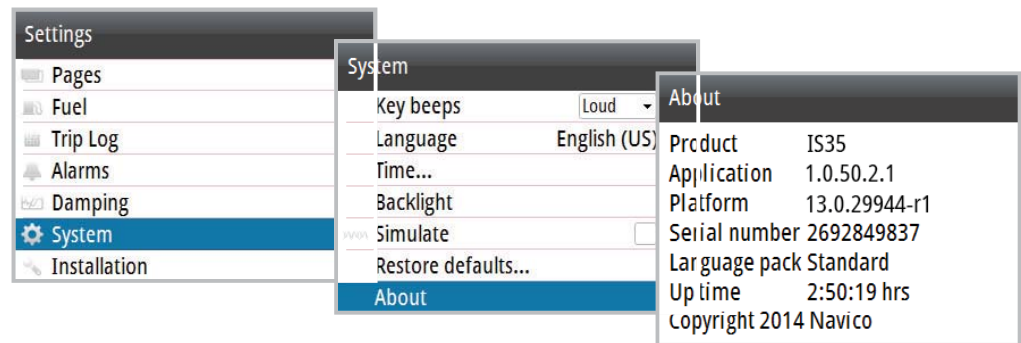 Settings
Pages
Fuel
Trip Log
Alarms
Damping
System
Installation
System
Key beeps Loud
Language English (US)
Time...
Backlight
Simulate
Restore defaults...
About
About
Product IS35
Application 1.0.50.2.1
Platform 13.0.29944-r1
Serial number 2692849837
Language pack Standard
Up time 2:50:19 hrs
Copyright 2014 Navico